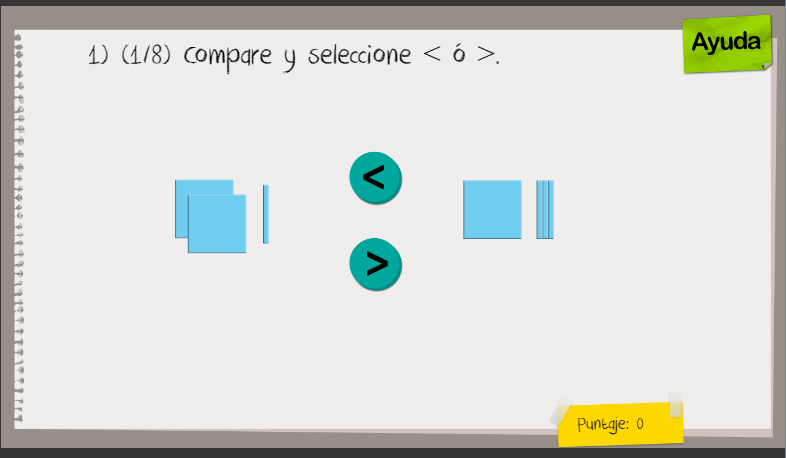 1) (1/8) Compare y seleccione < ó >.
Ayuda
<
>
Puntaje: 0